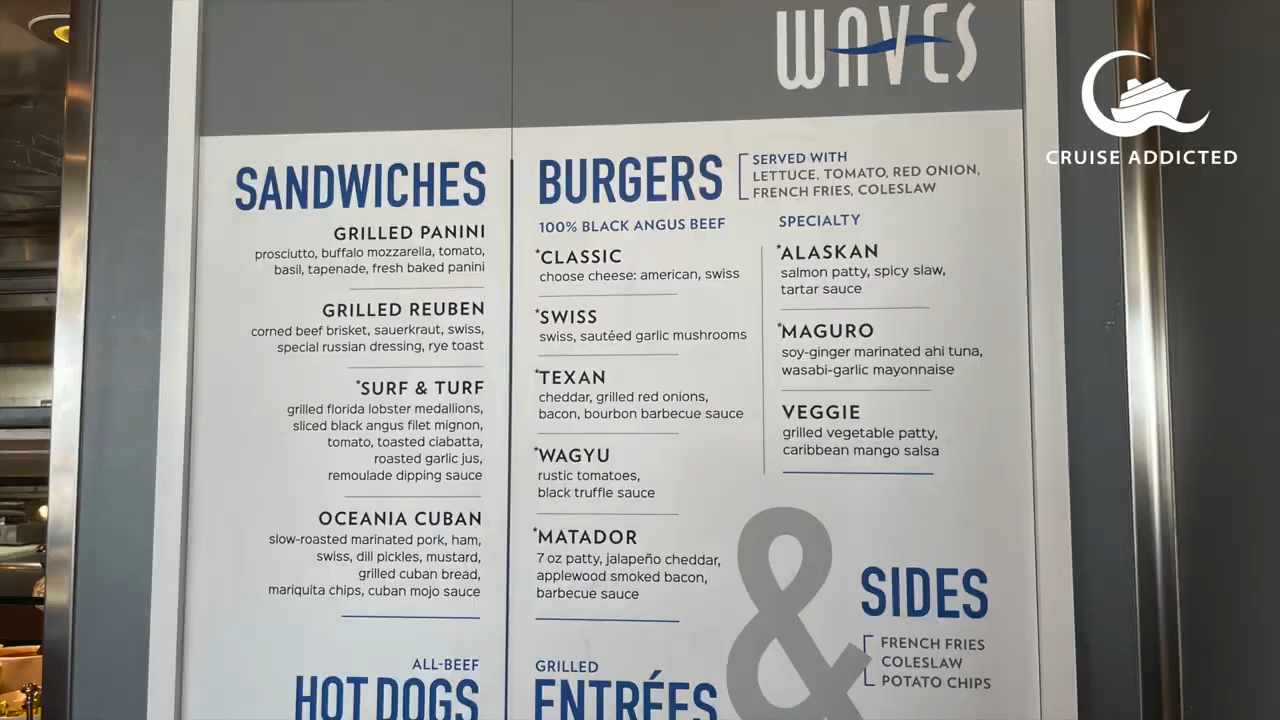 WAVES
CRUISE ADDICTED
SANDWICHES
GRILLED PANINI
prosciutto, buffalo mozzarella, tomato,
basil, tapenade, fresh baked panini
GRILLED REUBEN
corned beef brisket, sauerkraut, swiss,
special russian dressing, rye toast
*SURF & TURF
grilled florida lobster medallions,
sliced black angus filet mignon,
tomato, toasted ciabatta,
roasted garlic jus,
remoulade dipping sauce
OCEANIA CUBAN
slow-roasted marinated pork, ham,
swiss, dill pickles, mustard,
grilled cuban bread,
mariquita chips, cuban mojo sauce
ALL-BEEF
HOT DOGS
BURGERS
SERVED WITH
LETTUCE, TOMATO, RED ONION,
FRENCH FRIES, COLESLAW
100% BLACK ANGUS BEEF
*CLASSIC
choose cheese: american, swiss
*SWISS
swiss, sautéed garlic mushrooms
*TEXAN
cheddar, grilled red onions,
bacon, bourbon barbecue sauce
*WAGYU
rustic tomatoes,
black truffle sauce
*MATADOR
7 oz patty, jalapeño cheddar,
applewood smoked bacon,
barbecue sauce
SPECIALTY
*ALASKAN
salmon patty, spicy slaw,
tartar sauce
*MAGURO
soy-ginger marinated ahi tuna,
wasabi-garlic mayonnaise
VEGGIE
grilled vegetable patty,
caribbean mango salsa
&
SIDES
FRENCH FRIES
COLESLAW
POTATO CHIPS
GRILLED
ENTRÉES